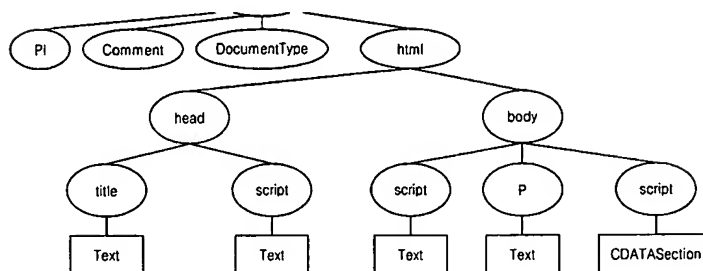 PI Comment DocumentType html
head body
title script script P script
Text Text Text Text CDATASection